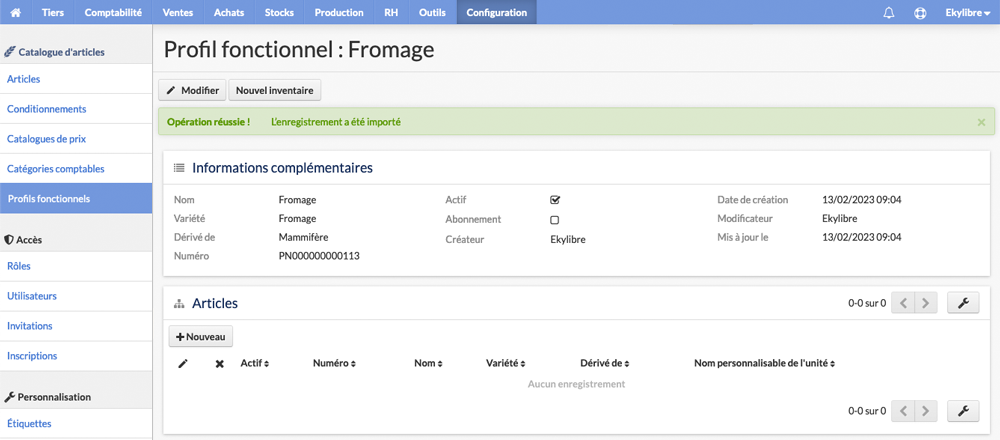 Tiers Comptabilité Ventes Achats Stocks Production RH Outils Configuration Ekylibre
Catalogue d'articles
Articles
Conditionnements
Catalogues de prix
Catégories comptables
Profils fonctionnels
Accès
Rôles
Utilisateurs
Invitations
Inscriptions
Personnalisation
Étiquettes
Profil fonctionnel : Fromage
Modifier Nouvel inventaire
Opération réussie ! L'enregistrement a été importé ×
Informations complémentaires
Nom Fromage Actif Date de création 13/02/2023 09:04
Variété Fromage Abonnement Modificateur Ekylibre
Dérivé de Mammifère Créateur Ekylibre Mis à jour le 13/02/2023 09:04
Numéro PN000000000113
Articles 0-0 sur 0
Nouveau
Actif Numéro Nom Variété Dérivé de Nom personnalisable de l'unité
Aucun enregistrement
0-0 sur 0